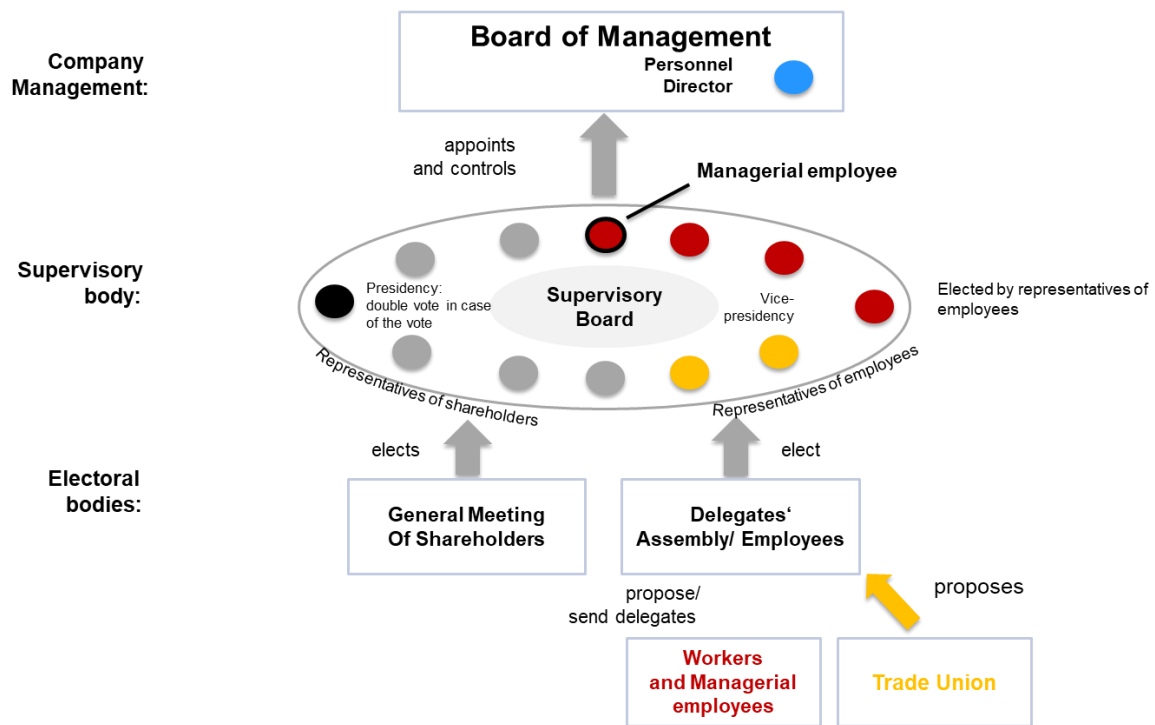 Board of Management
Personnel
Director
Company
Management:
appoints
and controls
Managerial employee
Supervisory
body:
Presidency:
double vote in case
of the vote
Supervisory
Board
Vice-
presidency
Elected by representatives of
employees
Representatives of shareholders
Representatives of employees
elects
elect
Electoral
bodies:
General Meeting
Of Shareholders
Delegates‘
Assembly/ Employees
propose/
send delegates
proposes
Workers
and Managerial
employees
Trade Union